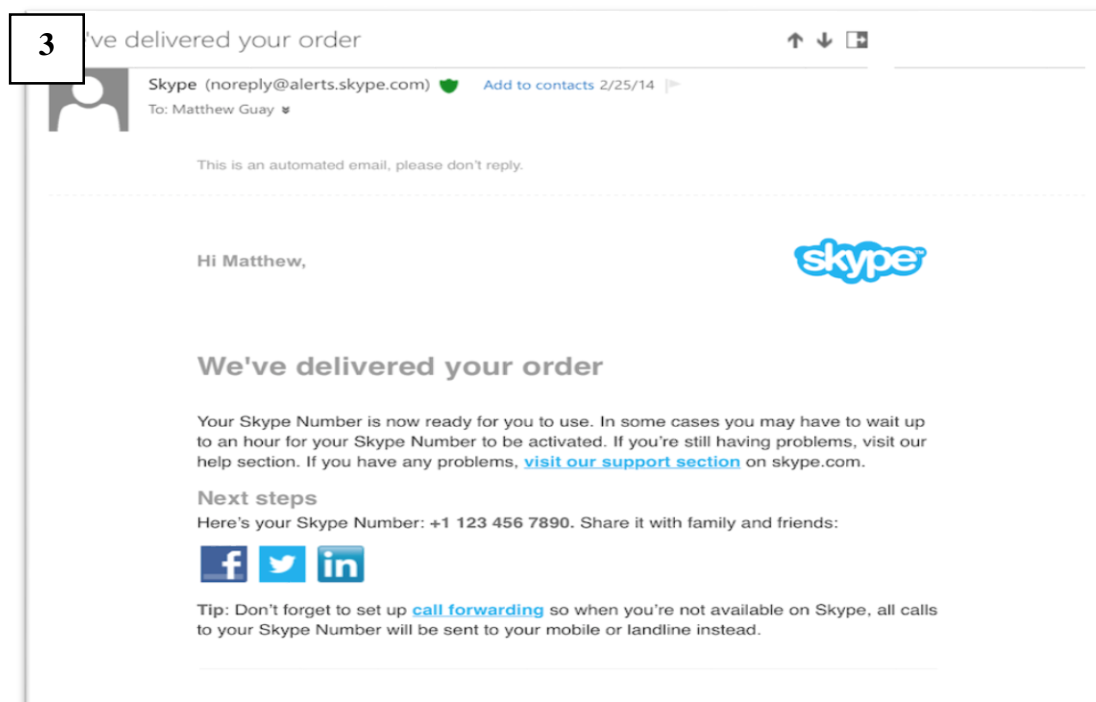 3
've delivered your order
Skype (noreply@alerts.skype.com) Add to contacts 2/25/14
To: Matthew Guay
This is an automated email, please don't reply.
Hi Matthew,
skype™
We've delivered your order
Your Skype Number is now ready for you to use. In some cases you may have to wait up
to an hour for your Skype Number to be activated. If you're still having problems, visit our
help section. If you have any problems, visit our support section on skype.com.
Next steps
Here's your Skype Number: +1 123 456 7890. Share it with family and friends:
f in
Tip: Don't forget to set up call forwarding so when you're not available on Skype, all calls
to your Skype Number will be sent to your mobile or landline instead.